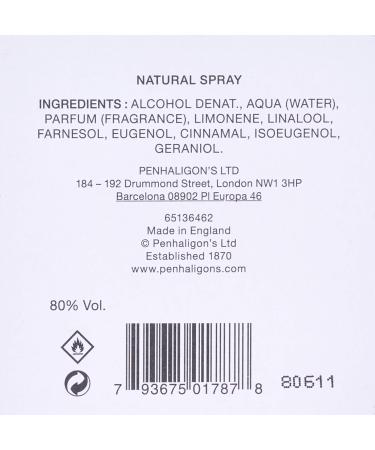 NATURAL SPRAY
INGREDIENTS : ALCOHOL DENAT., AQUA (WATER),
PARFUM (FRAGRANCE), LIMONENE, LINALOOL,
FARNESOL, EUGENOL, CINNAMAL, ISOEUGENOL,
GERANIOL.
PENHALIGON'S LTD
184 – 192 Drummond Street, London NW1 3HP
Barcelona 08902 Pl Europa 46
65136462
Made in England
© Penhaligon's Ltd
Established 1870
www.penhaligons.com
80% Vol.
7 93675 01787 8
80611